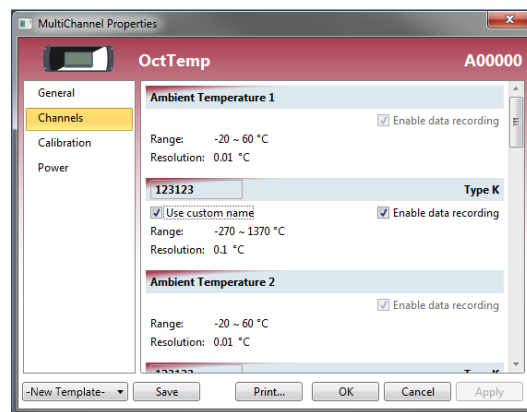 MultiChannel Properties
OctTemp A00000
General
Channels
Calibration
Power
Ambient Temperature 1
Enable data recording
Range: -20 ~ 60 °C
Resolution: 0.01 °C
123123 Type K
Use custom name Enable data recording
Range: -270 ~ 1370 °C
Resolution: 0.1 °C
Ambient Temperature 2
Enable data recording
Range: -20 ~ 60 °C
Resolution: 0.01 °C
-New Template- Save Print... OK Cancel Apply